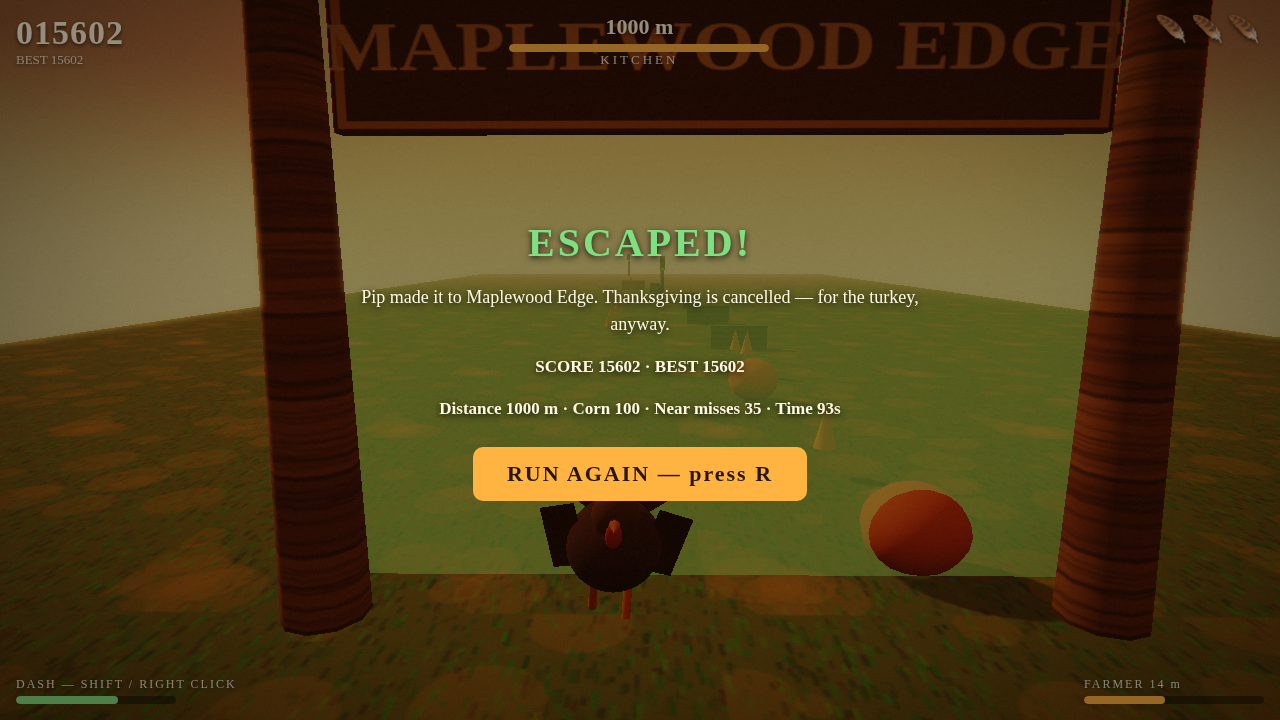 015602
BEST 15602
1000 m
KITCHEN
MAPLEWOOD EDGE
ESCAPED!
Pip made it to Maplewood Edge. Thanksgiving is cancelled — for the turkey,
anyway.
SCORE 15602 · BEST 15602
Distance 1000 m · Corn 100 · Near misses 35 · Time 93s
RUN AGAIN — press R
DASH — SHIFT / RIGHT CLICK
FARMER 14 m